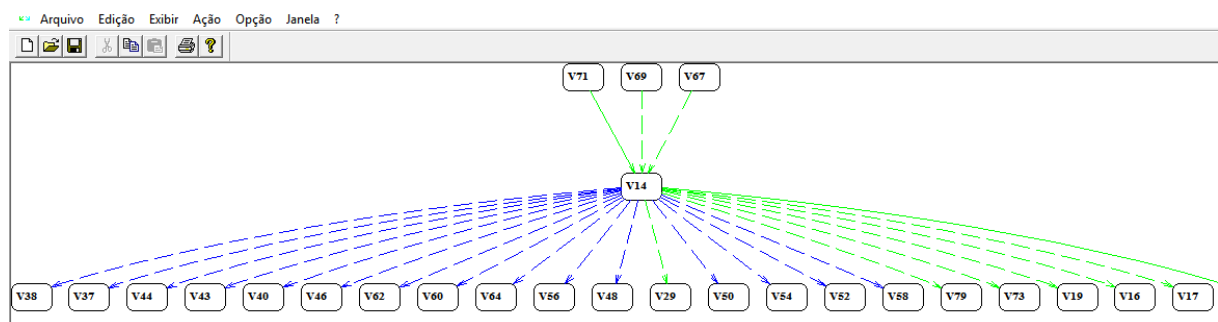 Arquivo Edição Exibir Ação Opção Janela ?
V71 V69 V67
V14
V38 V37 V44 V43 V40 V46 V62 V60 V64 V56 V48 V29 V50 V54 V52 V58 V79 V73 V19 V16 V17